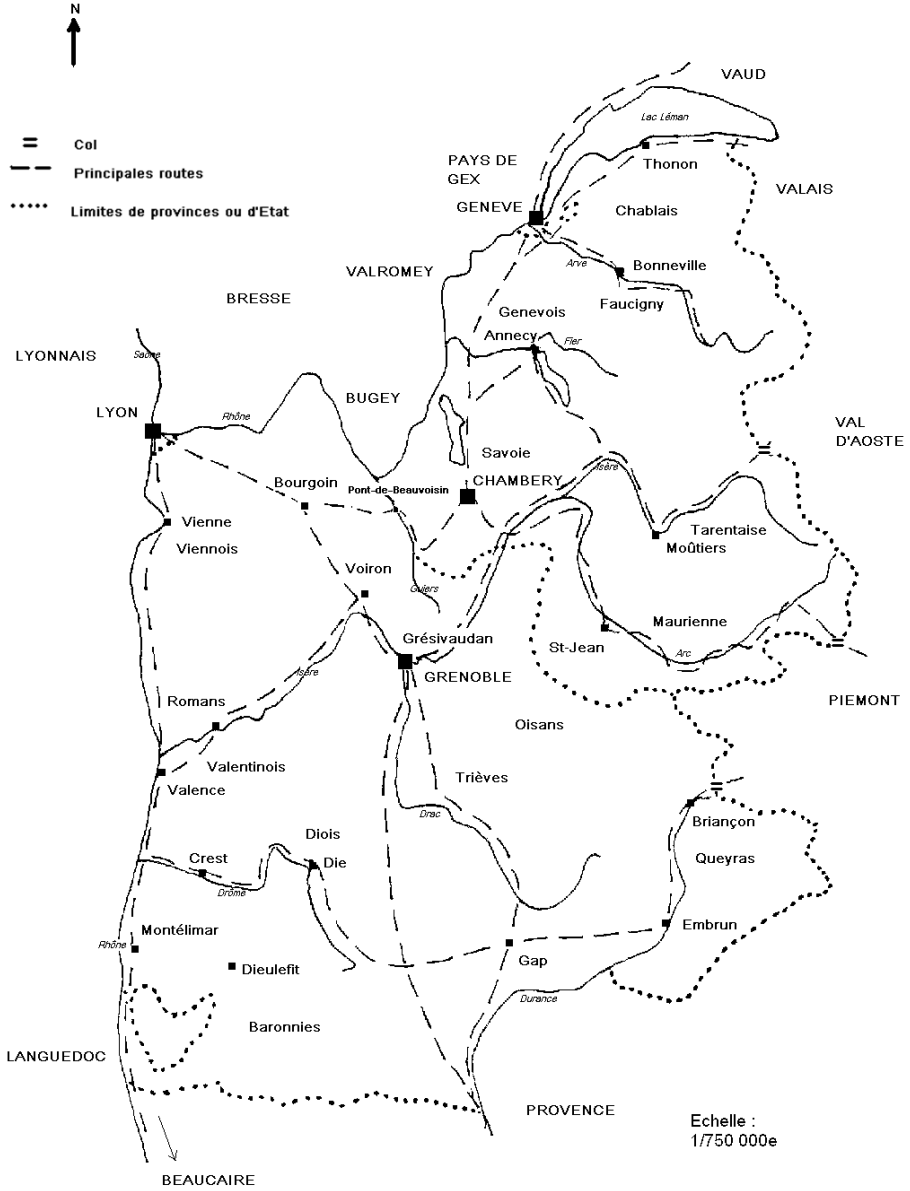 N
Col
Principales routes
Limites de provinces ou d'Etat
VAUD
Lac Léman
Thonon
PAYS DE
GEX
VALAIS
GENEVE
Chablais
Arve
Bonneville
VALROMEY
Faucigny
BRESSE
Genevois
Annecy
Fier
LYONNAIS
Saône
BUGEY
LYON
Rhône
VAL
D'AOSTE
Savoie
Isère
Bourgoin
Pont-de-Beauvoisin
CHAMBERY
Vienne
Viennois
Tarentaise
Moûtiers
Voiron
Guiers
Maurienne
Grésivaudan
St-Jean
Arc
Isère
GRENOBLE
PIEMONT
Romans
Oisans
Valentinois
Trièves
Valence
Drac
Briançon
Diois
Crest
Die
Queyras
Drôme
Embrun
Montélimar
Rhône
Gap
Dieulefit
Durance
Baronnies
LANGUEDOC
PROVENCE
Echelle :
1/750 000e
BEAUCAIRE